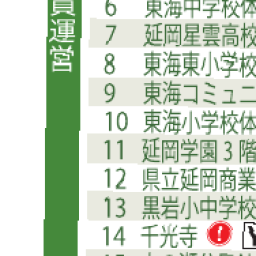 員運営
6 東海中学校体
7 延岡星雲高校
8 東海東小学校
9 東海コミュニ
10 東海小学校体
11 延岡学園3階
12 県立延岡商業
13 黒岩小中学校
14 千光寺